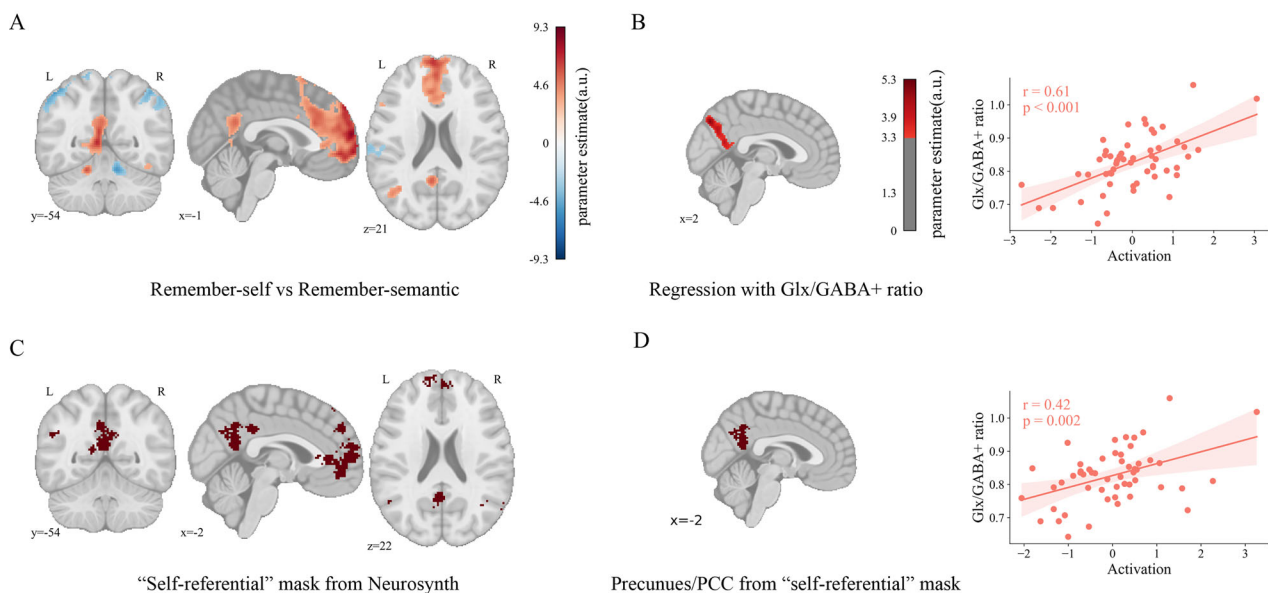 A
L
R
y=-54
x=-1
z=21
9.3
4.6
0
-4.6
-9.3
parameter estimate(a.u.)
Remember-self vs Remember-semantic
B
x=2
5.3
3.9
3.3
1.3
0
parameter estimate(a.u.)
r = 0.61
p < 0.001
Glx/GABA+ ratio
1.0
0.9
0.8
0.7
−3
−2
−1
0
1
2
3
Activation
Regression with Glx/GABA+ ratio
C
L
R
y=-54
x=-2
z=22
“Self-referential” mask from Neurosynth
D
x=-2
r = 0.42
p = 0.002
Glx/GABA+ ratio
1.0
0.9
0.8
0.7
−2
−1
0
1
2
3
Activation
Precunues/PCC from “self-referential” mask